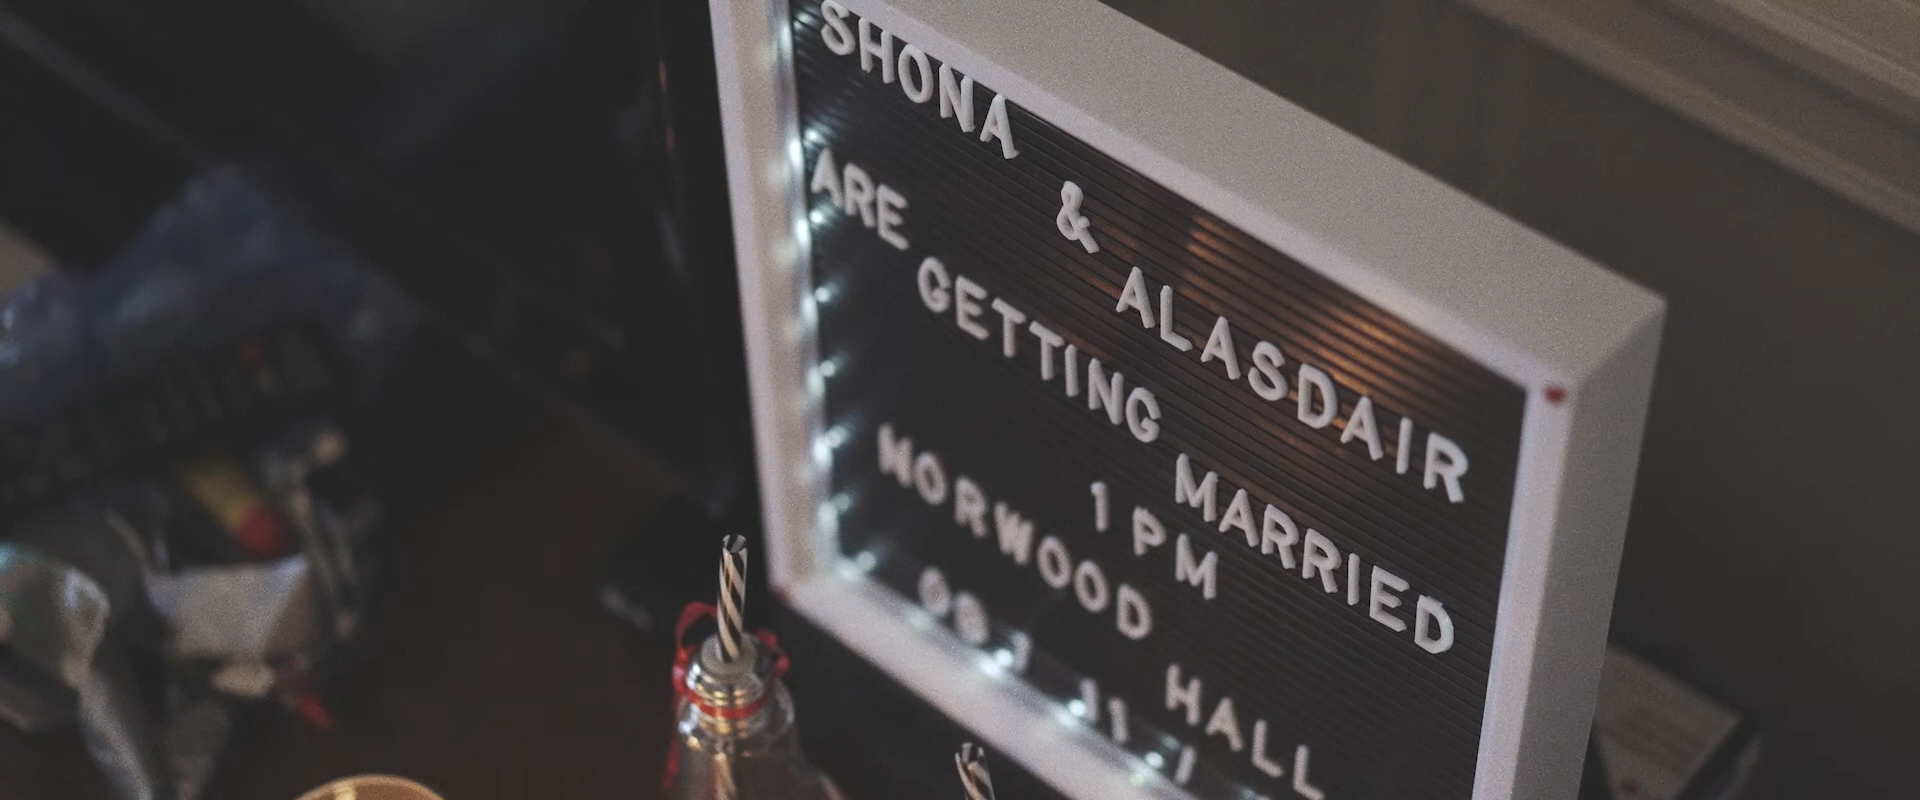 SHONA
& ALASDAIR
ARE GETTING MARRIED
1 PM
NORWOOD HALL